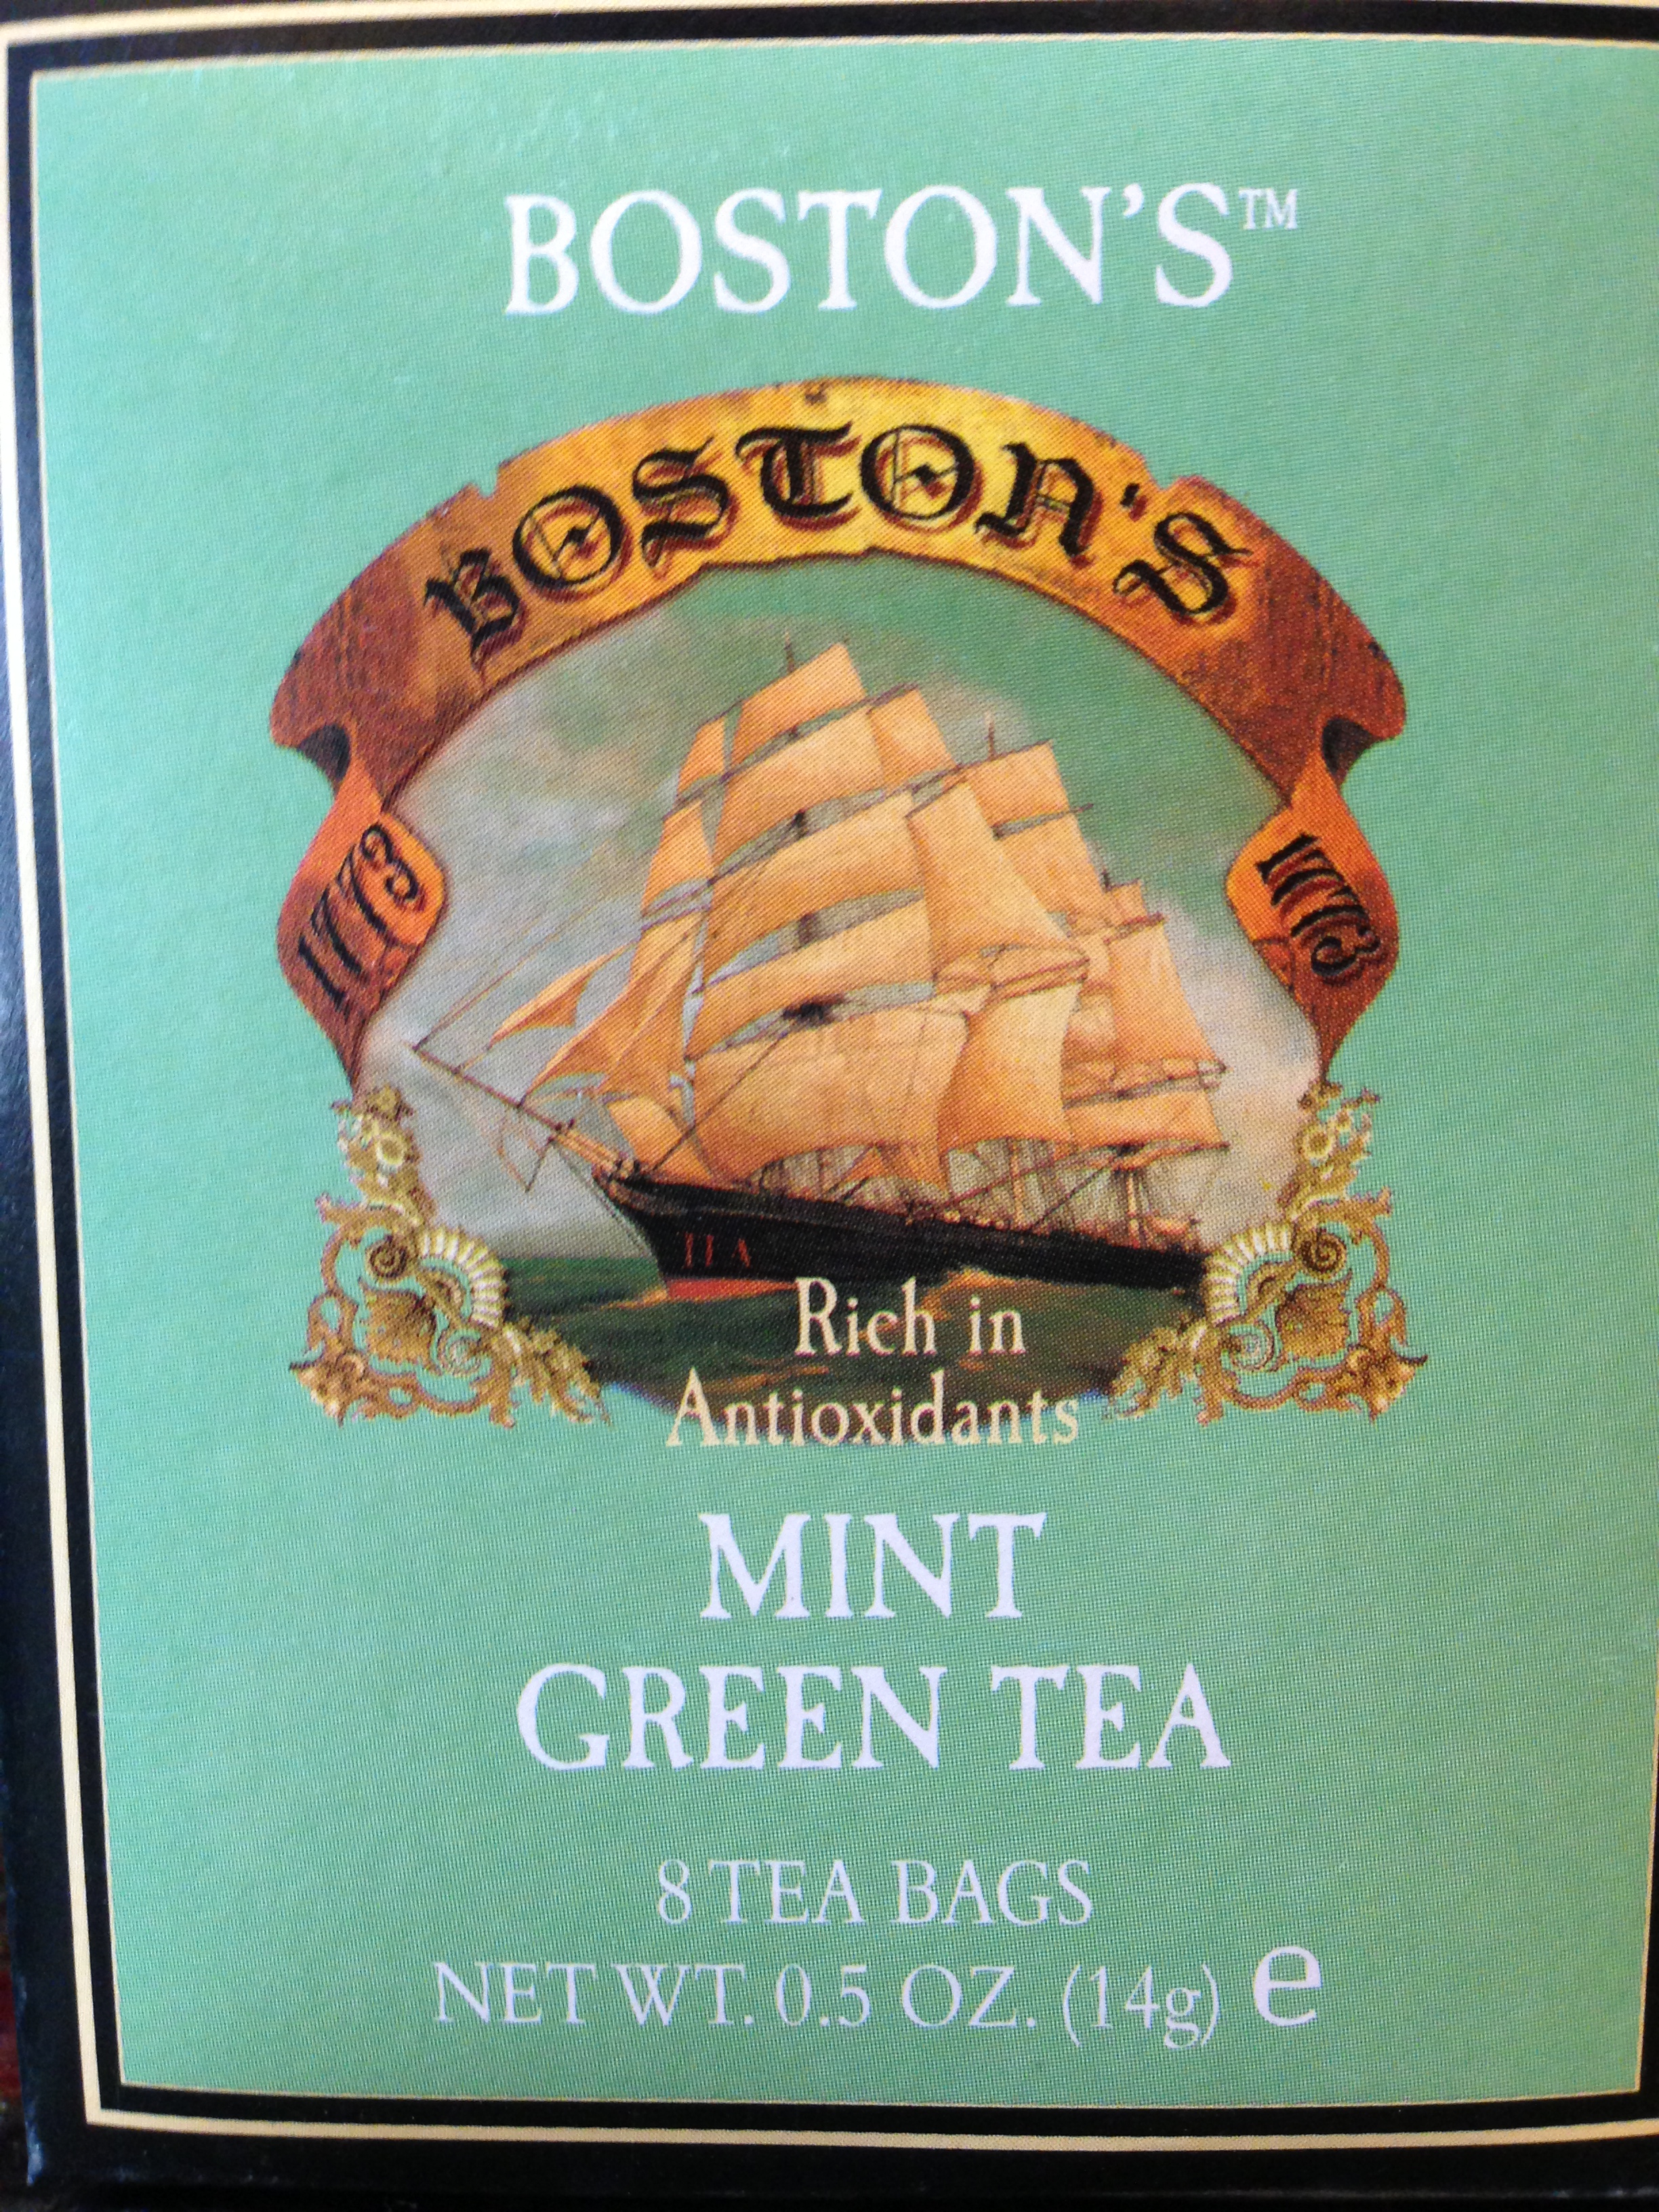 BOSTON'S™
BOSTON'S
1773
1773
TEA
Rich in
Antioxidants
MINT
GREEN TEA
8 TEA BAGS
NET WT. 0.5 OZ. (14g) e